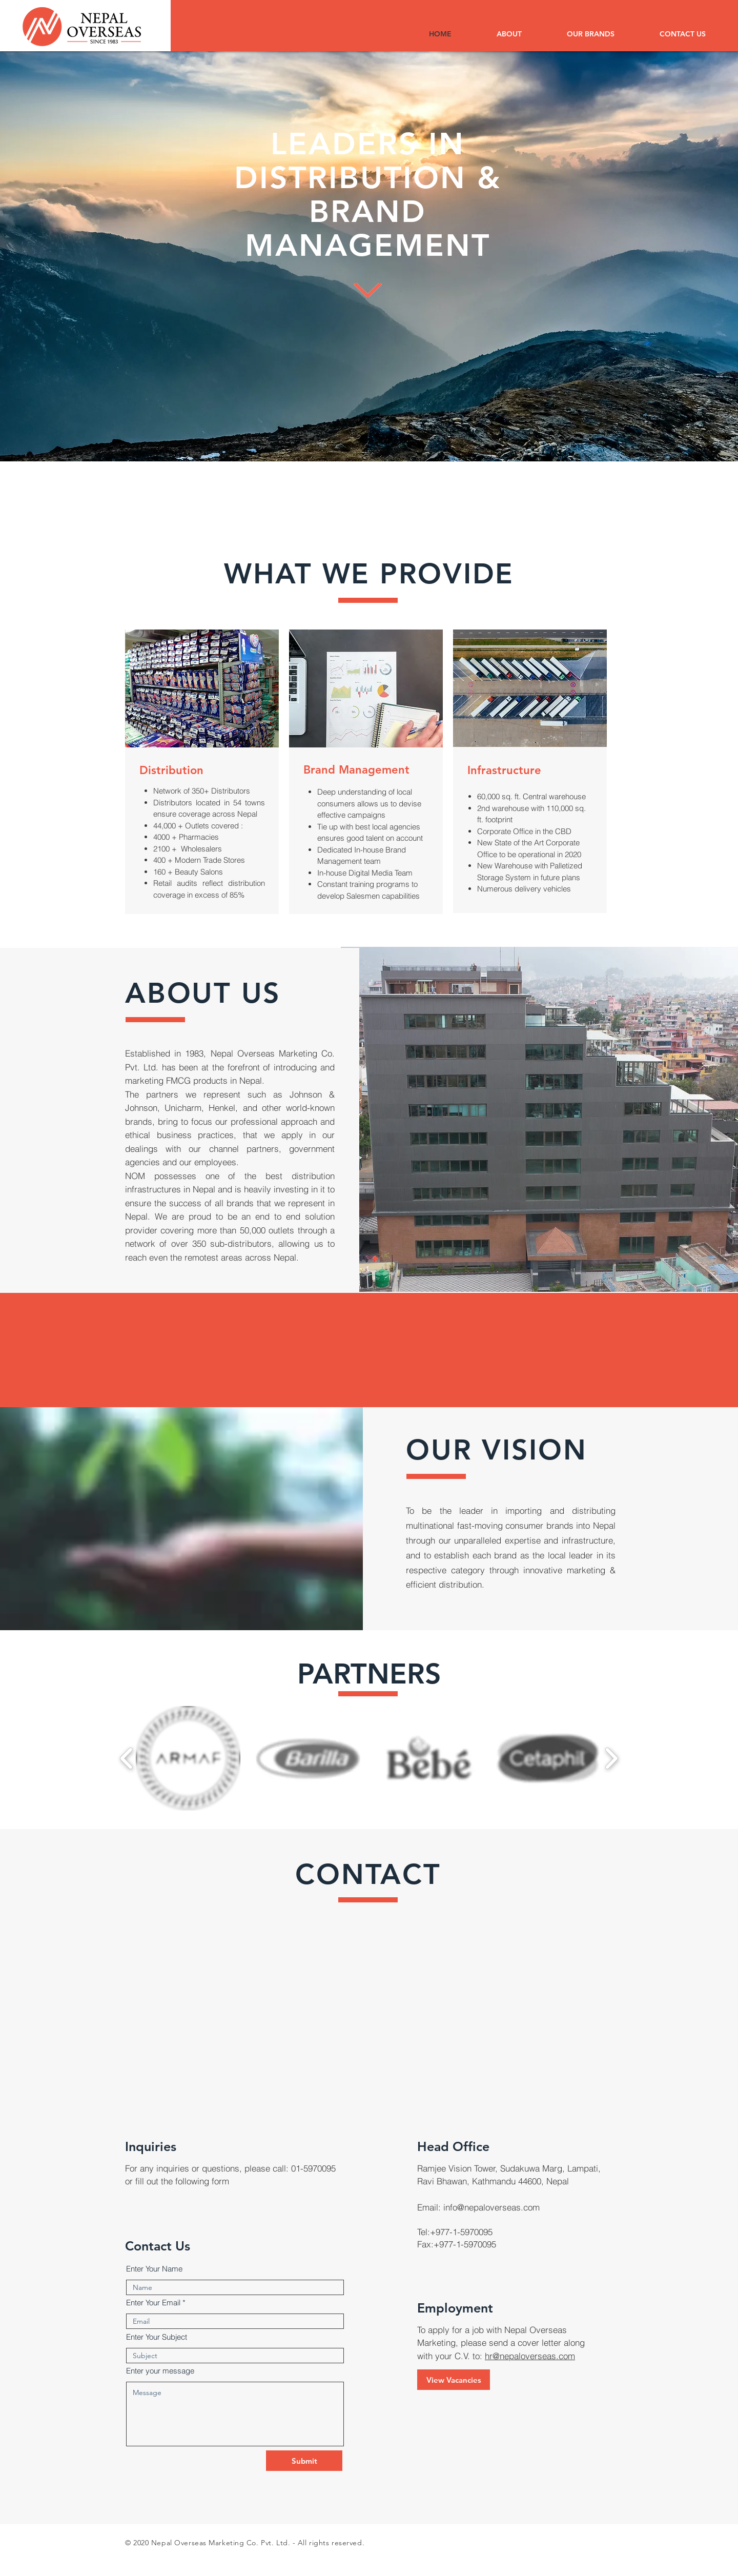 NEPAL
OVERSEAS
SINCE 1983
HOME
ABOUT
OUR BRANDS
CONTACT US
LEADERS IN
DISTRIBUTION &
BRAND
MANAGEMENT
WHAT WE PROVIDE
Distribution
Network of 350+ Distributors
Distributors located in 54 towns
ensure coverage across Nepal
44,000 + Outlets covered :
4000 + Pharmacies
2100 + Wholesalers
400 + Modern Trade Stores
160 + Beauty Salons
Retail audits reflect distribution
coverage in excess of 85%
Brand Management
Deep understanding of local
consumers allows us to devise
effective campaigns
Tie up with best local agencies
ensures good talent on account
Dedicated In-house Brand
Management team
In-house Digital Media Team
Constant training programs to
develop Salesmen capabilities
Infrastructure
60,000 sq. ft. Central warehouse
2nd warehouse with 110,000 sq.
ft. footprint
Corporate Office in the CBD
New State of the Art Corporate
Office to be operational in 2020
New Warehouse with Palletized
Storage System in future plans
Numerous delivery vehicles
ABOUT US
Established in 1983, Nepal Overseas Marketing Co.
Pvt. Ltd. has been at the forefront of introducing and
marketing FMCG products in Nepal.
The partners we represent such as Johnson &
Johnson, Unicharm, Henkel, and other world-known
brands, bring to focus our professional approach and
ethical business practices, that we apply in our
dealings with our channel partners, government
agencies and our employees.
NOM possesses one of the best distribution
infrastructures in Nepal and is heavily investing in it to
ensure the success of all brands that we represent in
Nepal. We are proud to be an end to end solution
provider covering more than 50,000 outlets through a
network of over 350 sub-distributors, allowing us to
reach even the remotest areas across Nepal.
OUR VISION
To be the leader in importing and distributing
multinational fast-moving consumer brands into Nepal
through our unparalleled expertise and infrastructure,
and to establish each brand as the local leader in its
respective category through innovative marketing &
efficient distribution.
PARTNERS
ARMAF
Barilla
Bébé
Cetaphil
CONTACT
Inquiries
For any inquiries or questions, please call: 01-5970095
or fill out the following form
Head Office
Ramjee Vision Tower, Sudakuwa Marg, Lampati,
Ravi Bhawan, Kathmandu 44600, Nepal
Email: info@nepaloverseas.com
Tel:+977-1-5970095
Fax:+977-1-5970095
Contact Us
Enter Your Name
Name
Enter Your Email *
Email
Enter Your Subject
Subject
Enter your message
Message
Submit
Employment
To apply for a job with Nepal Overseas
Marketing, please send a cover letter along
with your C.V. to: hr@nepaloverseas.com
View Vacancies
© 2020 Nepal Overseas Marketing Co. Pvt. Ltd. - All rights reserved.